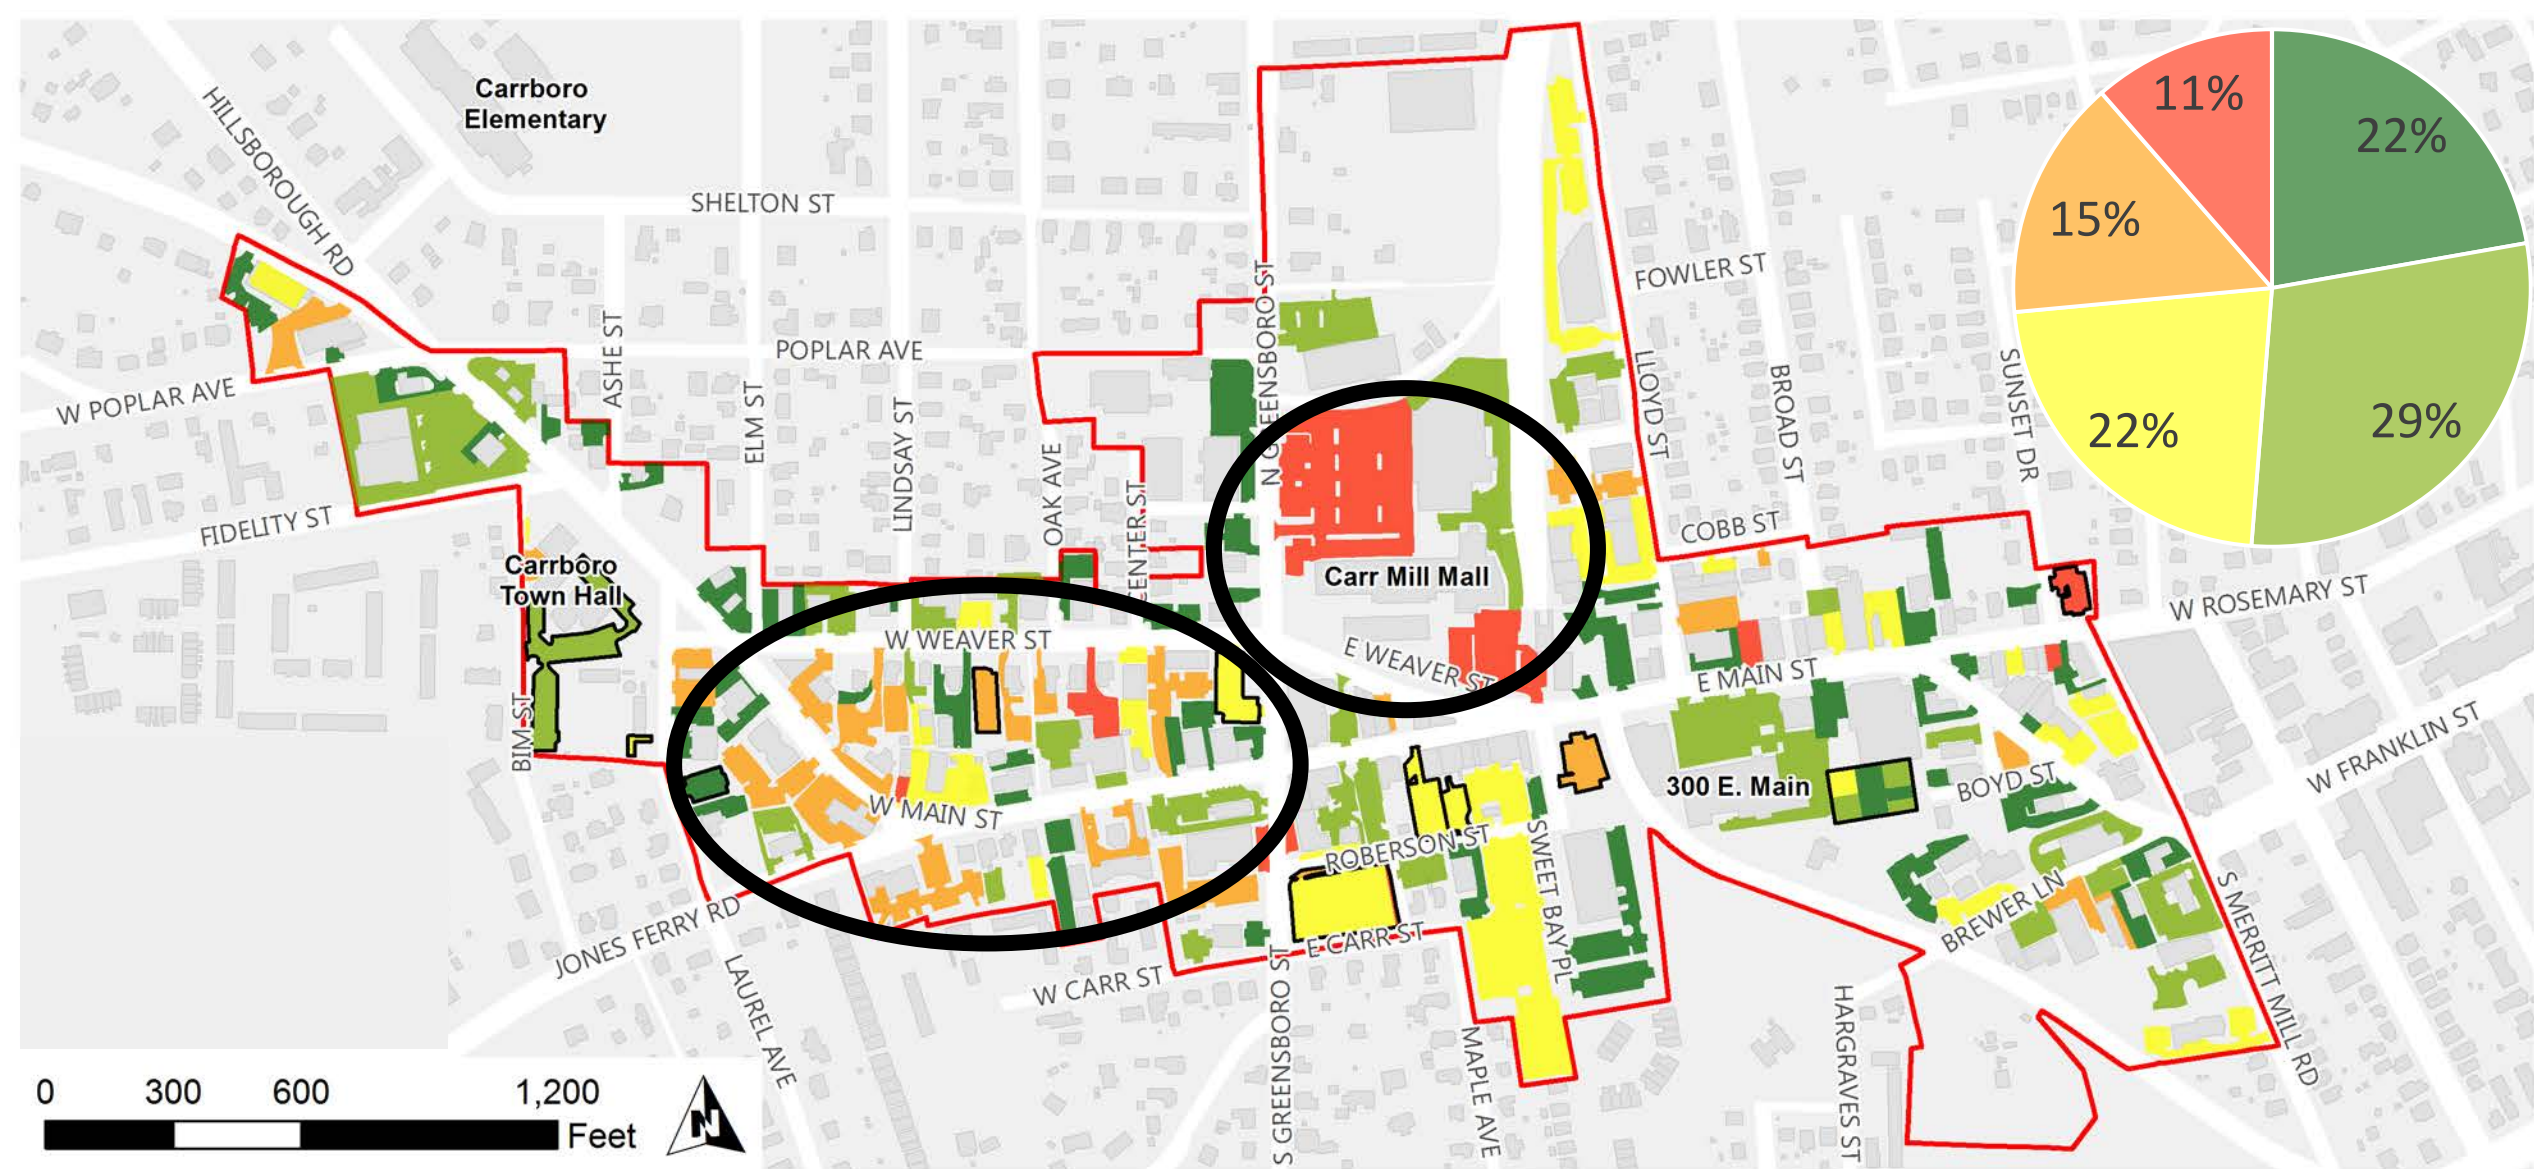 Carrboro
Elementary
HILLSBOROUGH RD
SHELTON ST
11%
22%
15%
22%
29%
FOWLER ST
N GREENSBORO ST
LLOYD ST
BROAD ST
SUNSET DR
ASHE ST
POPLAR AVE
W POPLAR AVE
ELM ST
LINDSAY ST
OAK AVE
CENTER ST
FIDELITY ST
COBB ST
Carrboro
Town Hall
Carr Mill Mall
W ROSEMARY ST
W WEAVER ST
E WEAVER ST
E MAIN ST
BIM ST
W FRANKLIN ST
300 E. Main
BOYD ST
W MAIN ST
ROBERSON ST
SWEET BAY PL
JONES FERRY RD
BREWER LN
S MERRITT MILL RD
E CARR ST
W CARR ST
LAUREL AVE
S GREENSBORO ST
MAPLE AVE
HARGRAVES ST
0 300 600 1,200
Feet
N